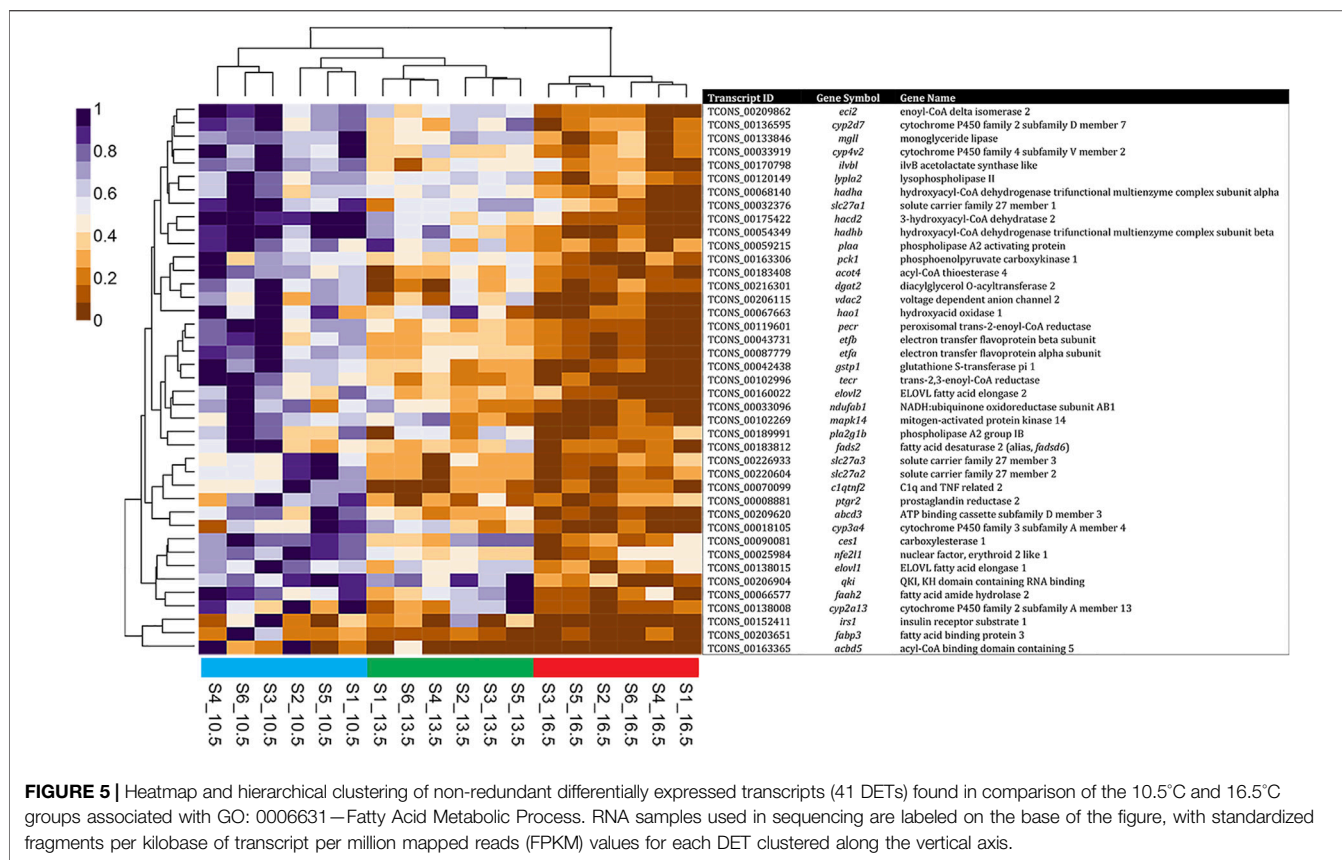 1
0.8
0.6
0.4
0.2
0
Transcript ID Gene Symbol Gene Name
TCONS_00209862 eci2 enoyl-CoA delta isomerase 2
TCONS_00136595 cyp2d7 cytochrome P450 family 2 subfamily D member 7
TCONS_00133846 mgll monoglyceride lipase
TCONS_00033919 cyp4v2 cytochrome P450 family 4 subfamily V member 2
TCONS_00170798 ilvbl ilvB acetolactate synthase like
TCONS_00120149 lypla2 lysophospholipase II
TCONS_00068140 hadha hydroxyacyl-CoA dehydrogenase trifunctional multienzyme complex subunit alpha
TCONS_00032376 slc27a1 solute carrier family 27 member 1
TCONS_00175422 hacd2 3-hydroxyacyl-CoA dehydratase 2
TCONS_00054349 hadhb hydroxyacyl-CoA dehydrogenase trifunctional multienzyme complex subunit beta
TCONS_00059215 plaa phospholipase A2 activating protein
TCONS_00163306 pck1 phosphoenolpyruvate carboxykinase 1
TCONS_00183408 acot4 acyl-CoA thioesterase 4
TCONS_00216301 dgat2 diacylglycerol O-acyltransferase 2
TCONS_00206115 vdac2 voltage dependent anion channel 2
TCONS_00067663 hao1 hydroxyacid oxidase 1
TCONS_00119601 pecr peroxisomal trans-2-enoyl-CoA reductase
TCONS_00043731 etfb electron transfer flavoprotein beta subunit
TCONS_00087779 etfa electron transfer flavoprotein alpha subunit
TCONS_00042438 gstp1 glutathione S-transferase pi 1
TCONS_00102996 tecr trans-2,3-enoyl-CoA reductase
TCONS_00160022 elovl2 ELOVL fatty acid elongase 2
TCONS_00033096 ndufab1 NADH:ubiquinone oxidoreductase subunit AB1
TCONS_00102269 mapk14 mitogen-activated protein kinase 14
TCONS_00189991 pla2g1b phospholipase A2 group IB
TCONS_00183812 fads2 fatty acid desaturase 2 (alias, fadsd6)
TCONS_00226933 slc27a3 solute carrier family 27 member 3
TCONS_00220604 slc27a2 solute carrier family 27 member 2
TCONS_00070099 c1qtnf2 C1q and TNF related 2
TCONS_00008881 ptgr2 prostaglandin reductase 2
TCONS_00209620 abcd3 ATP binding cassette subfamily D member 3
TCONS_00018105 cyp3a4 cytochrome P450 family 3 subfamily A member 4
TCONS_00090081 ces1 carboxylesterase 1
TCONS_00025984 nfe2l1 nuclear factor, erythroid 2 like 1
TCONS_00138015 elovl1 ELOVL fatty acid elongase 1
TCONS_00206904 qki QKI, KH domain containing RNA binding
TCONS_00066577 faah2 fatty acid amide hydrolase 2
TCONS_00138008 cyp2a13 cytochrome P450 family 2 subfamily A member 13
TCONS_00152411 irs1 insulin receptor substrate 1
TCONS_00203651 fabp3 fatty acid binding protein 3
TCONS_00163365 acbd5 acyl-CoA binding domain containing 5
S4_10.5
S6_10.5
S3_10.5
S2_10.5
S5_10.5
S1_10.5
S1_13.5
S6_13.5
S4_13.5
S2_13.5
S3_13.5
S5_13.5
S3_16.5
S5_16.5
S2_16.5
S6_16.5
S4_16.5
S1_16.5
FIGURE 5 | Heatmap and hierarchical clustering of non-redundant differentially expressed transcripts (41 DETs) found in comparison of the 10.5°C and 16.5°C
groups associated with GO: 0006631—Fatty Acid Metabolic Process. RNA samples used in sequencing are labeled on the base of the figure, with standardized
fragments per kilobase of transcript per million mapped reads (FPKM) values for each DET clustered along the vertical axis.